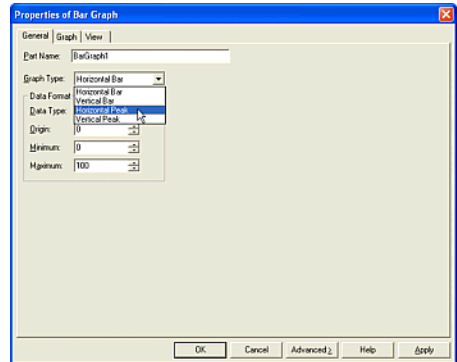 Properties of Bar Graph
General Graph View
Part Name: BarGraph1
Graph Type: Horizontal Bar
Horizontal Bar
Data Format
Vertical Bar
Data Type: Horizontal Peak
Vertical Peak
Origin: 0
Minimum: 0
Maximum: 100
OK Cancel Advanced > Help Apply